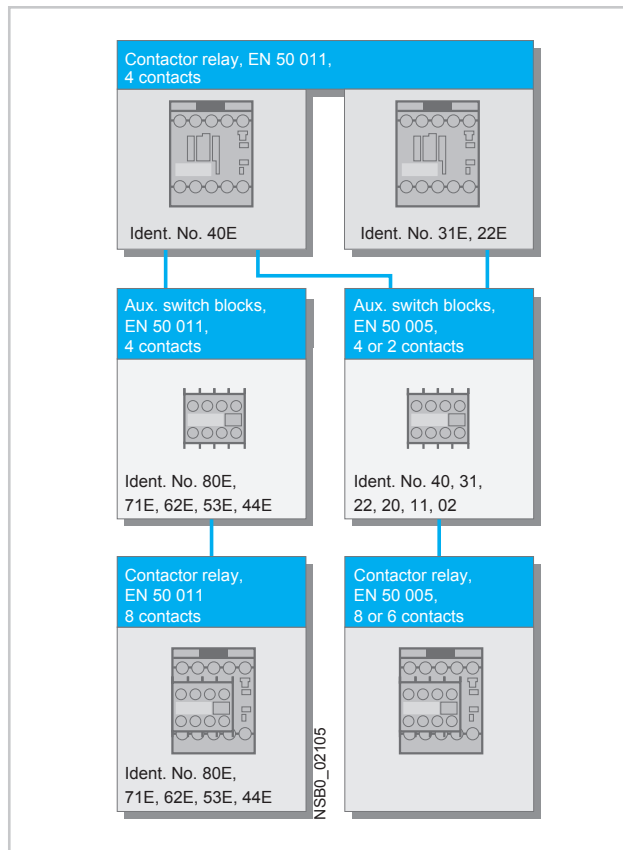 Contactor relay, EN 50 011,
4 contacts
Ident. No. 40E
Ident. No. 31E, 22E
Aux. switch blocks,
EN 50 011,
4 contacts
Ident. No. 80E,
71E, 62E, 53E, 44E
Aux. switch blocks,
EN 50 005,
4 or 2 contacts
Ident. No. 40, 31,
22, 20, 11, 02
Contactor relay,
EN 50 011
8 contacts
Ident. No. 80E,
71E, 62E, 53E, 44E
Contactor relay,
EN 50 005,
8 or 6 contacts
NSB0_02105